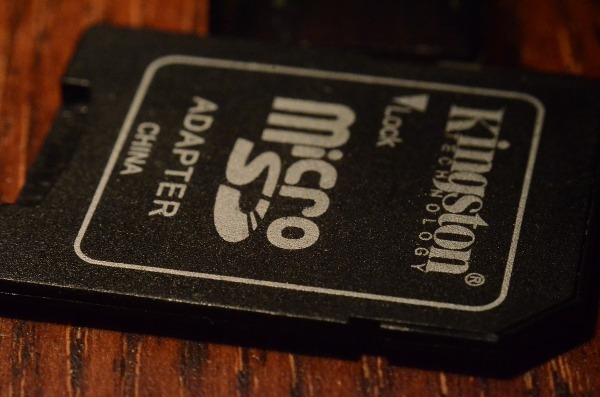 Kingston®
TECHNOLOGY
Lock
micro
SD
ADAPTER
CHINA